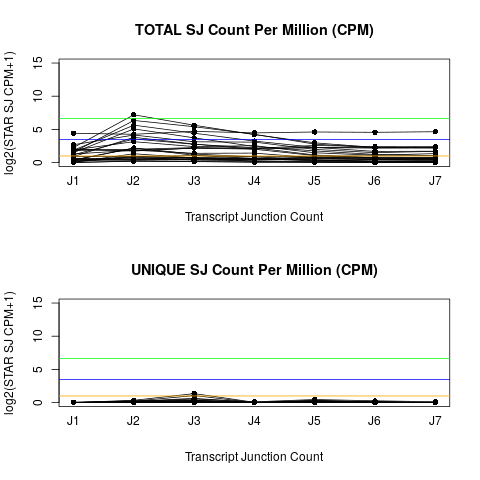 TOTAL SJ Count Per Million (CPM)
log2(STAR SJ CPM+1)
15
10
5
0
J1 J2 J3 J4 J5 J6 J7
Transcript Junction Count
UNIQUE SJ Count Per Million (CPM)
log2(STAR SJ CPM+1)
15
10
5
0
J1 J2 J3 J4 J5 J6 J7
Transcript Junction Count